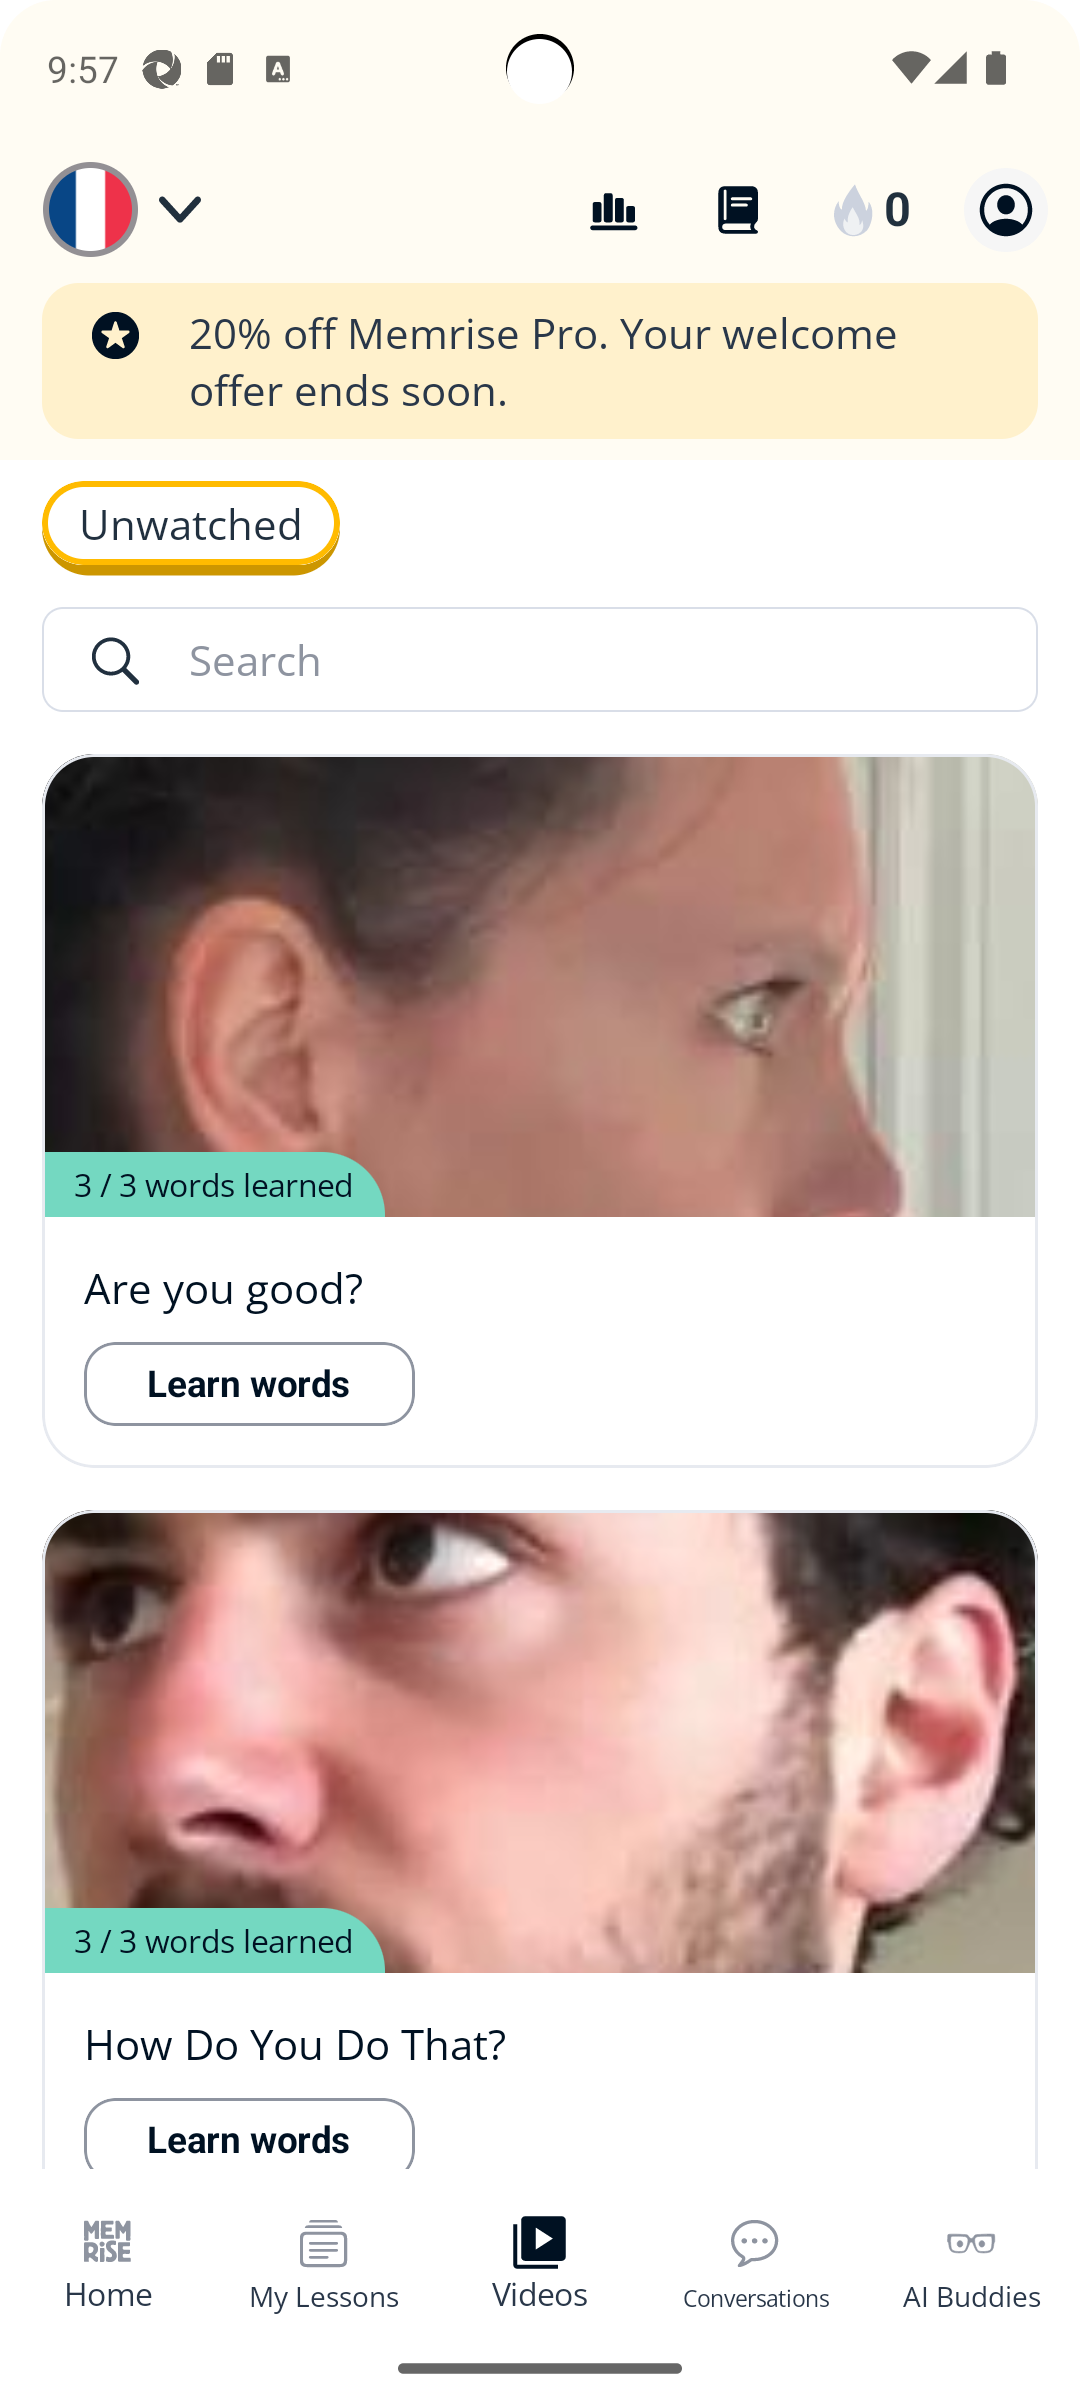 9:57
0
20% off Memrise Pro. Your welcome
offer ends soon.
Unwatched
Search
3 / 3 words learned
Are you good?
Learn words
3 / 3 words learned
How Do You Do That?
Learn words
MEM
RiSE
Home
My Lessons
Videos
Conversations
AI Buddies